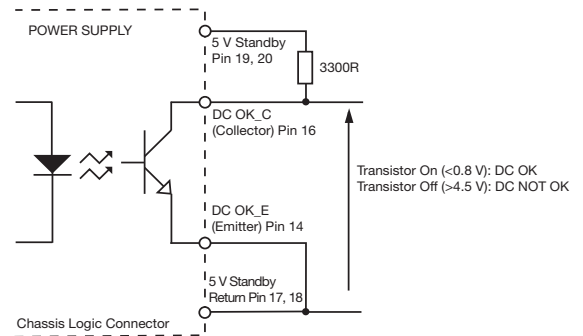 POWER SUPPLY
5 V Standby
Pin 19, 20
3300R
DC OK_C
(Collector) Pin 16
Transistor On (<0.8 V): DC OK
Transistor Off (>4.5 V): DC NOT OK
DC OK_E
(Emitter) Pin 14
5 V Standby
Return Pin 17, 18
Chassis Logic Connector